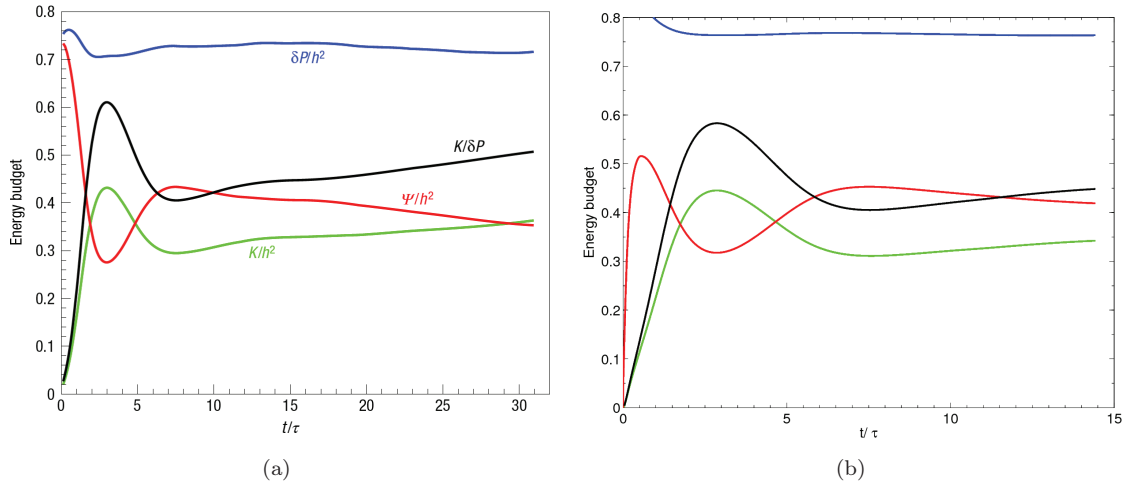 0.8
0.7
0.6
0.5
0.4
0.3
0.2
0.1
0
Energy budget
δP/h²
K/δP
Ψ/h²
K/h²
0 5 10 15 20 25 30
t/τ
(a)
0.8
0.7
0.6
0.5
0.4
0.3
0.2
0.1
0
Energy budget
0 5 10 15
t/ τ
(b)